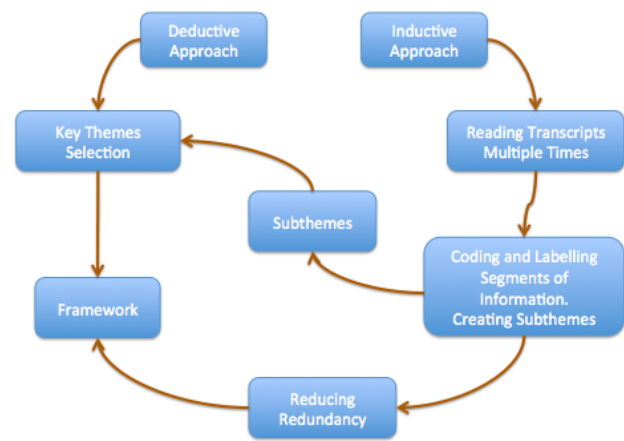 Deductive
Approach
Inductive
Approach
Key Themes
Selection
Reading Transcripts
Multiple Times
Subthemes
Coding and Labelling
Segments of
Information.
Creating Subthemes
Framework
Reducing
Redundancy